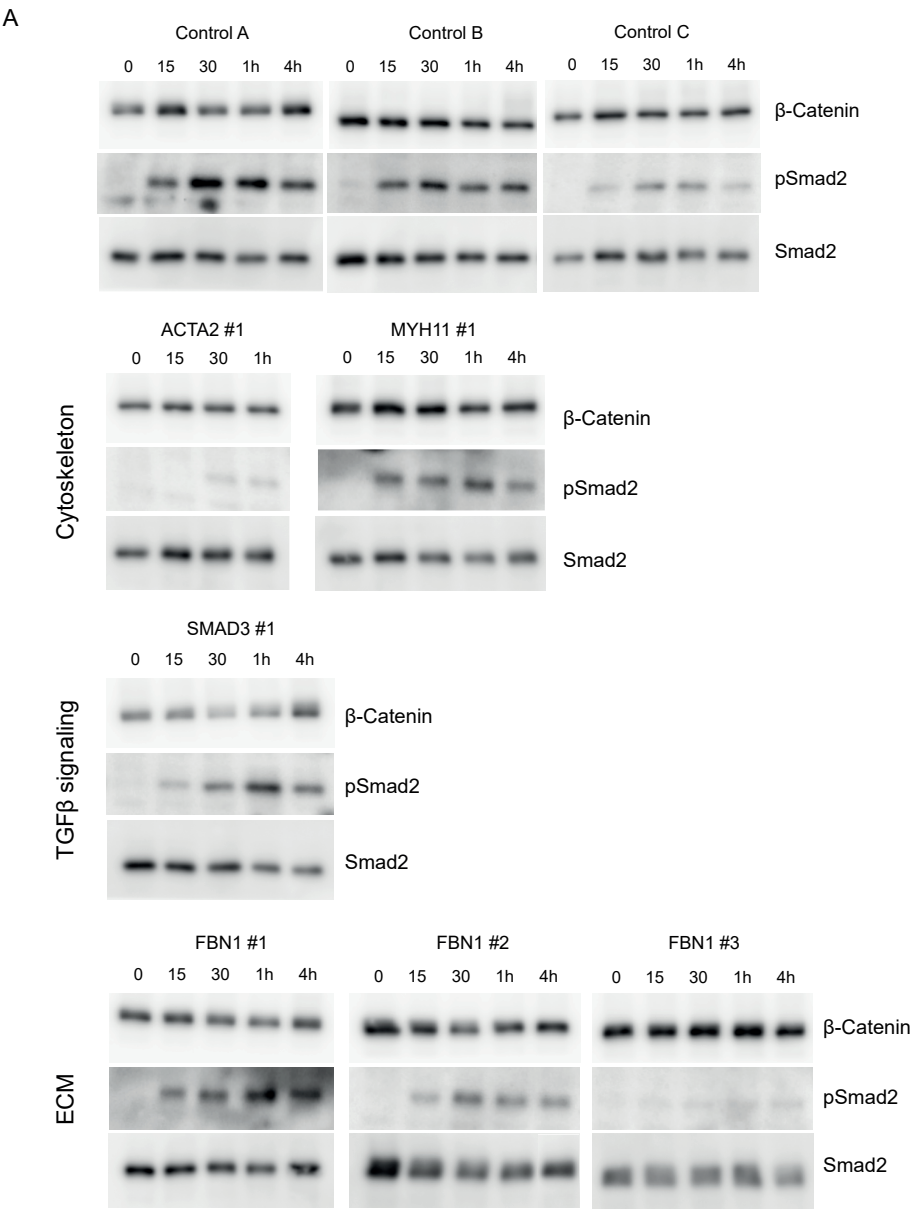 A
Control A Control B Control C
0 15 30 1h 4h 0 15 30 1h 4h 0 15 30 1h 4h
β-Catenin
pSmad2
Smad2
Cytoskeleton
ACTA2 #1 MYH11 #1
0 15 30 1h 0 15 30 1h 4h
β-Catenin
pSmad2
Smad2
TGFβ signaling
SMAD3 #1
0 15 30 1h 4h
β-Catenin
pSmad2
Smad2
ECM
FBN1 #1 FBN1 #2 FBN1 #3
0 15 30 1h 4h 0 15 30 1h 4h 0 15 30 1h 4h
β-Catenin
pSmad2
Smad2